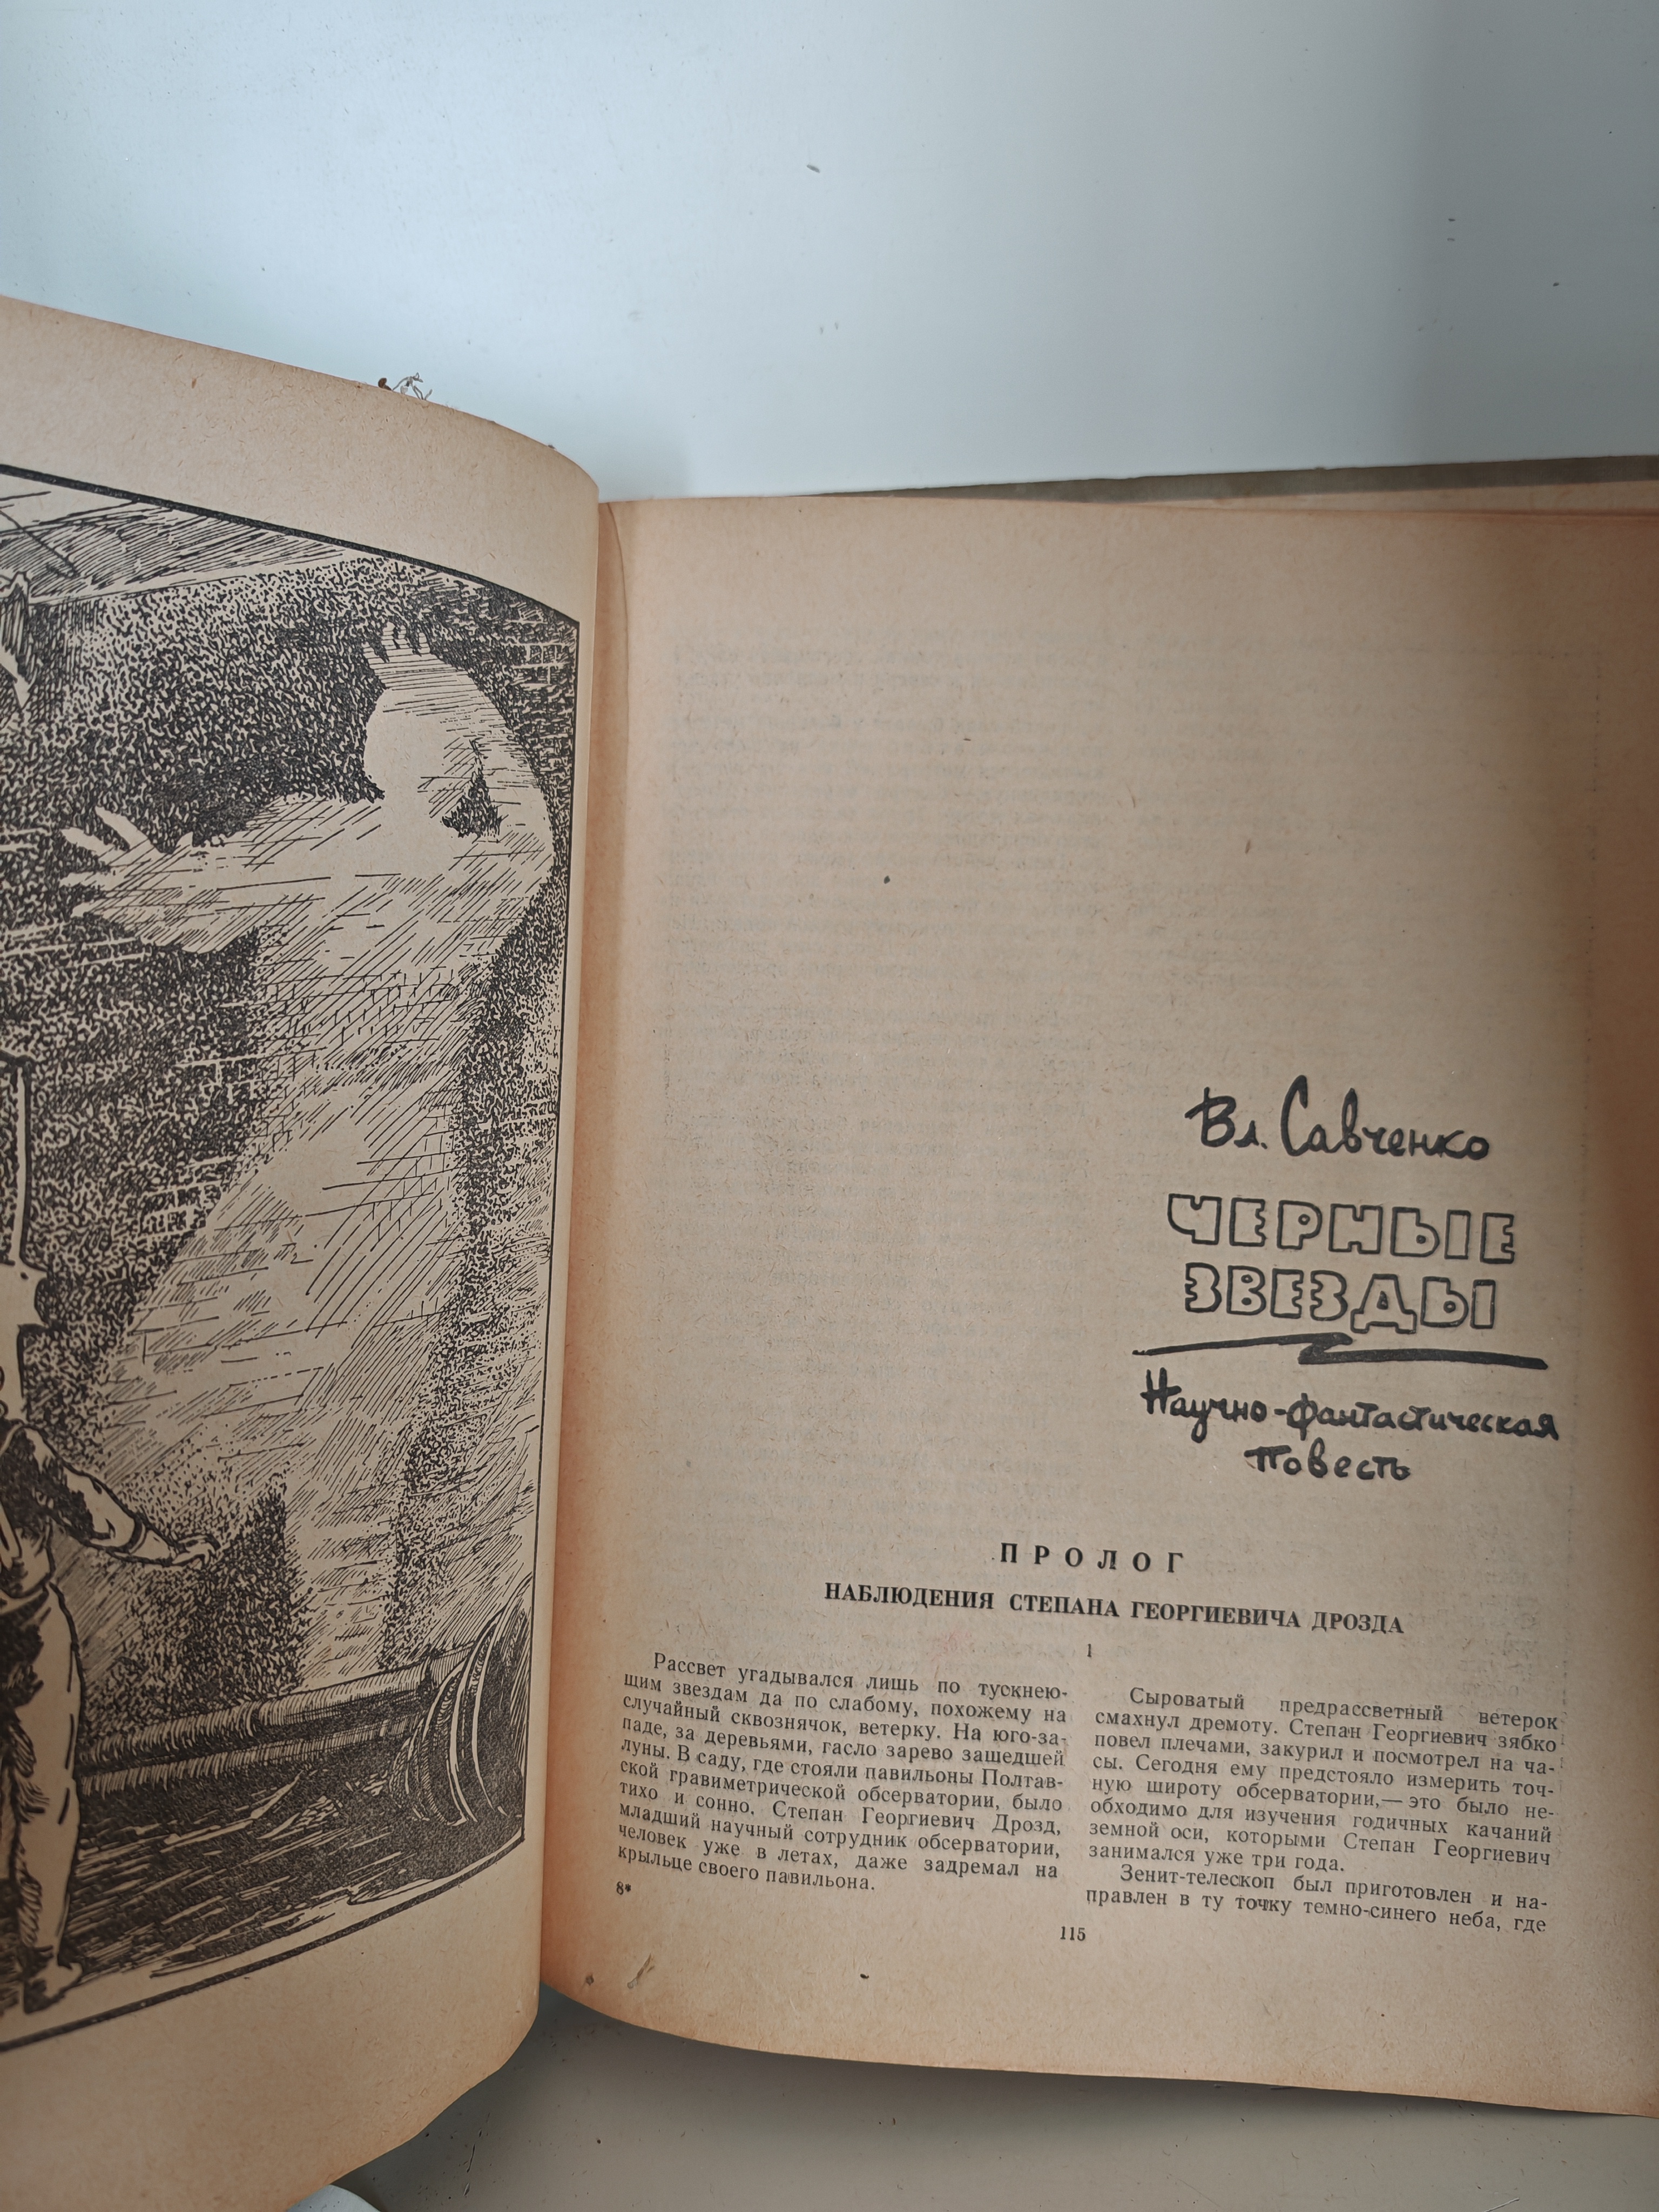 Вл. Савченко
ЧЕРНЫЕ
ЗВЕЗДЫ
Научно-фантастическая
повесть
ПРОЛОГ
НАБЛЮДЕНИЯ СТЕПАНА ГЕОРГИЕВИЧА ДРОЗДА
1
Рассвет угадывался лишь по тускнею-
щим звездам да по слабому, похожему на
случайный сквознячок, ветерку. На юго-за-
паде, за деревьями, гасло зарево зашедшей
луны. В саду, где стояли павильоны Полтав-
ской гравиметрической обсерватории, было
тихо и сонно. Степан Георгиевич Дрозд,
младший научный сотрудник обсерватории,
человек уже в летах, даже задремал на
крыльце своего павильона.
8*
Сыроватый предрассветный ветерок
смахнул дремоту. Степан Георгиевич зябко
повел плечами, закурил и посмотрел на ча-
сы. Сегодня ему предстояло измерить точ-
ную широту обсерватории,— это было не-
обходимо для изучения годичных качаний
земной оси, которыми Степан Георгиевич
занимался уже три года.
Зенит-телескоп был приготовлен и на-
правлен в ту точку темно-синего неба, где
115